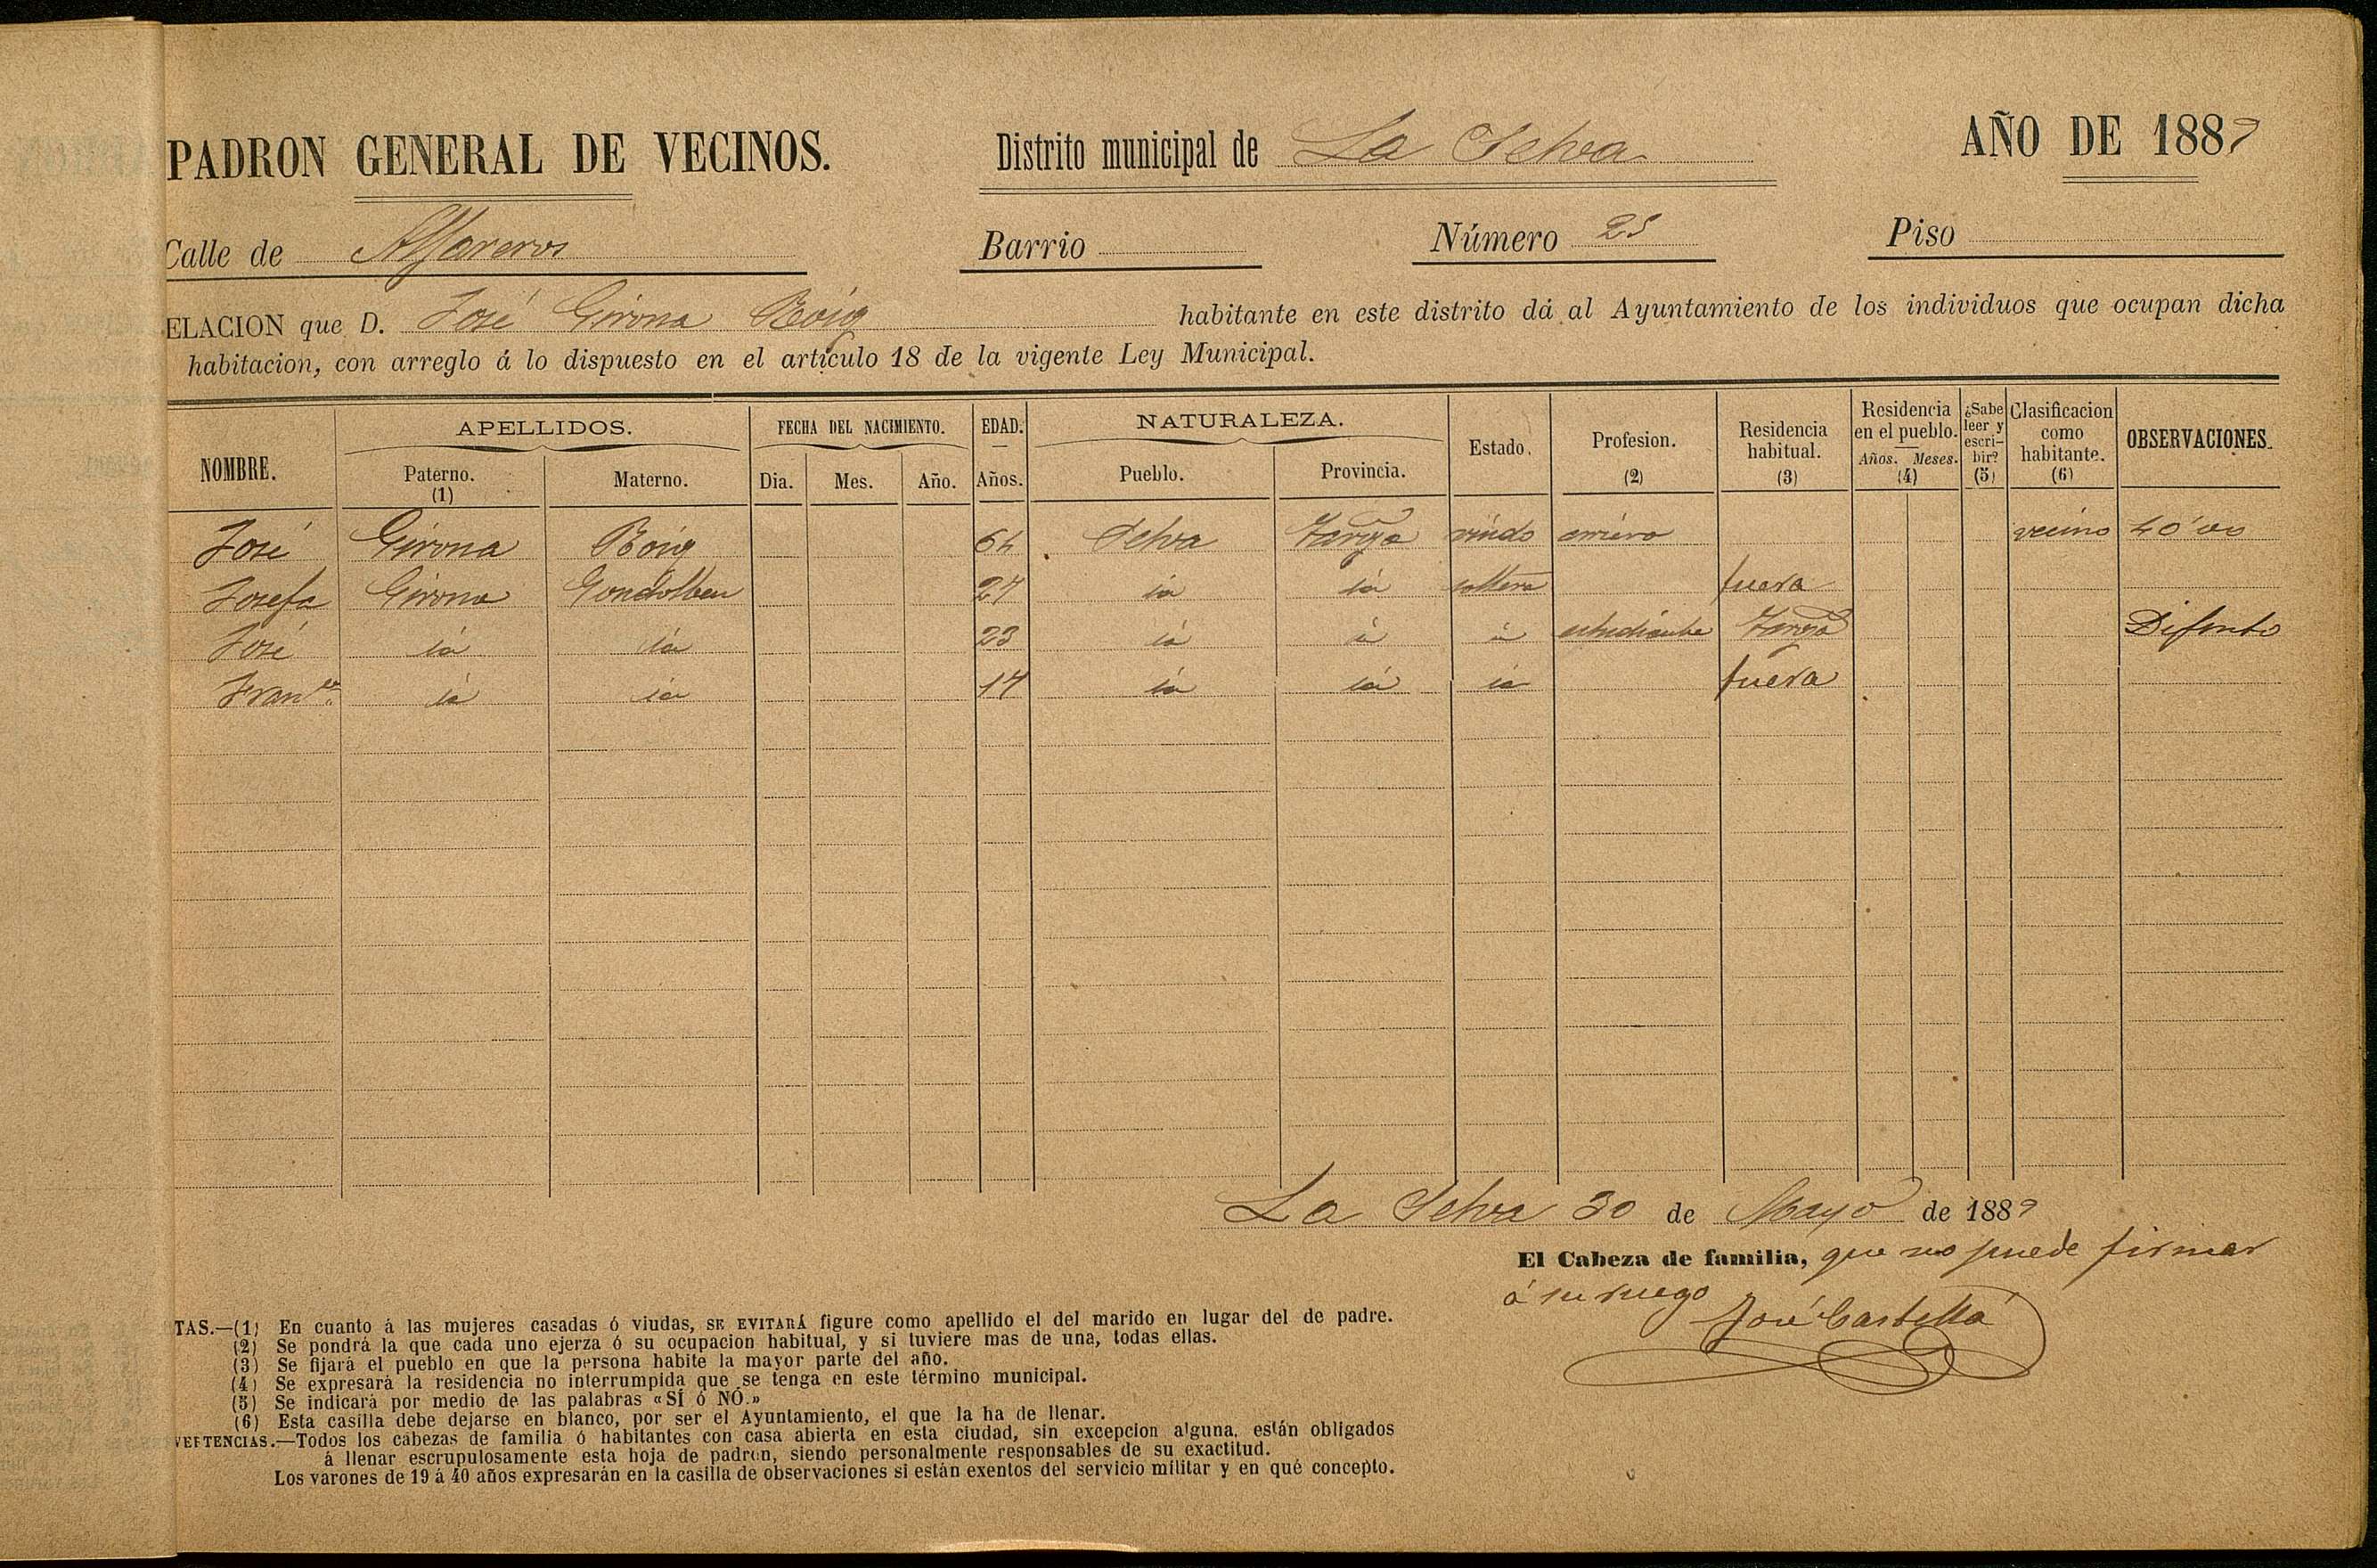 PADRON GENERAL DE VECINOS. Distrito municipal de La Selva AÑO DE 1889
Calle de Alfareros Barrio Número 25 Piso
ELACION que D. José Girona Roig habitante en este distrito dá al Ayuntamiento de los individuos que ocupan dicha
habitacion, con arreglo á lo dispuesto en el artículo 18 de la vigente Ley Municipal.
NOMBRE. APELLIDOS. Paterno. (1) Materno. FECHA DEL NACIMIENTO. Dia. Mes. Año. EDAD. Años. NATURALEZA. Pueblo. Provincia. Estado. Profesion. (2) Residencia habitual. (3) Residencia en el pueblo. Años. Meses. (4) ¿Sabe leer y escribir? (5) Clasificacion como habitante. (6) OBSERVACIONES.
José Girona Roig 64 Selva Tarrga viudo arriero vecino 40'00
Josefa Girona 24 id id soltera fuera
José id id 23 id id id estudiante Tarrga Difunto
Franco id id 14 id id id fuera
La Selva 30 de Mayo de 1889
El Cabeza de familia, que no puede firmar
á su ruego
José Castellá
TAS.—(1) En cuanto á las mujeres casadas ó viudas, SE EVITARÁ figure como apellido el del marido en lugar del de padre.
(2) Se pondrá la que cada uno ejerza ó su ocupacion habitual, y si tuviere mas de una, todas ellas.
(3) Se fijará el pueblo en que la persona habite la mayor parte del año.
(4) Se expresará la residencia no interrumpida que se tenga en este término municipal.
(5) Se indicará por medio de las palabras «SÍ ó NÓ.»
(6) Esta casilla debe dejarse en blanco, por ser el Ayuntamiento, el que la ha de llenar.
VERTENCIAS.—Todos los cabezas de familia ó habitantes con casa abierta en esta ciudad, sin excepcion alguna, están obligados
á llenar escrupulosamente esta hoja de padron, siendo personalmente responsables de su exactitud.
Los varones de 19 á 40 años expresarán en la casilla de observaciones si están exentos del servicio militar y en qué concepto.